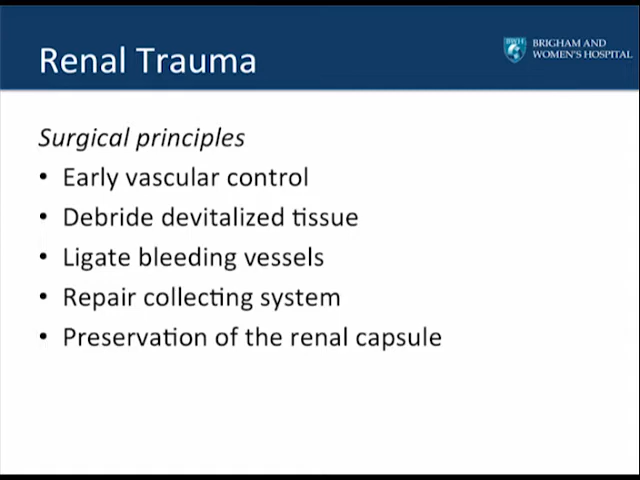 Renal Trauma
BRIGHAM AND
WOMEN'S HOSPITAL
Surgical principles
• Early vascular control
• Debride devitalized tissue
• Ligate bleeding vessels
• Repair collecting system
• Preservation of the renal capsule